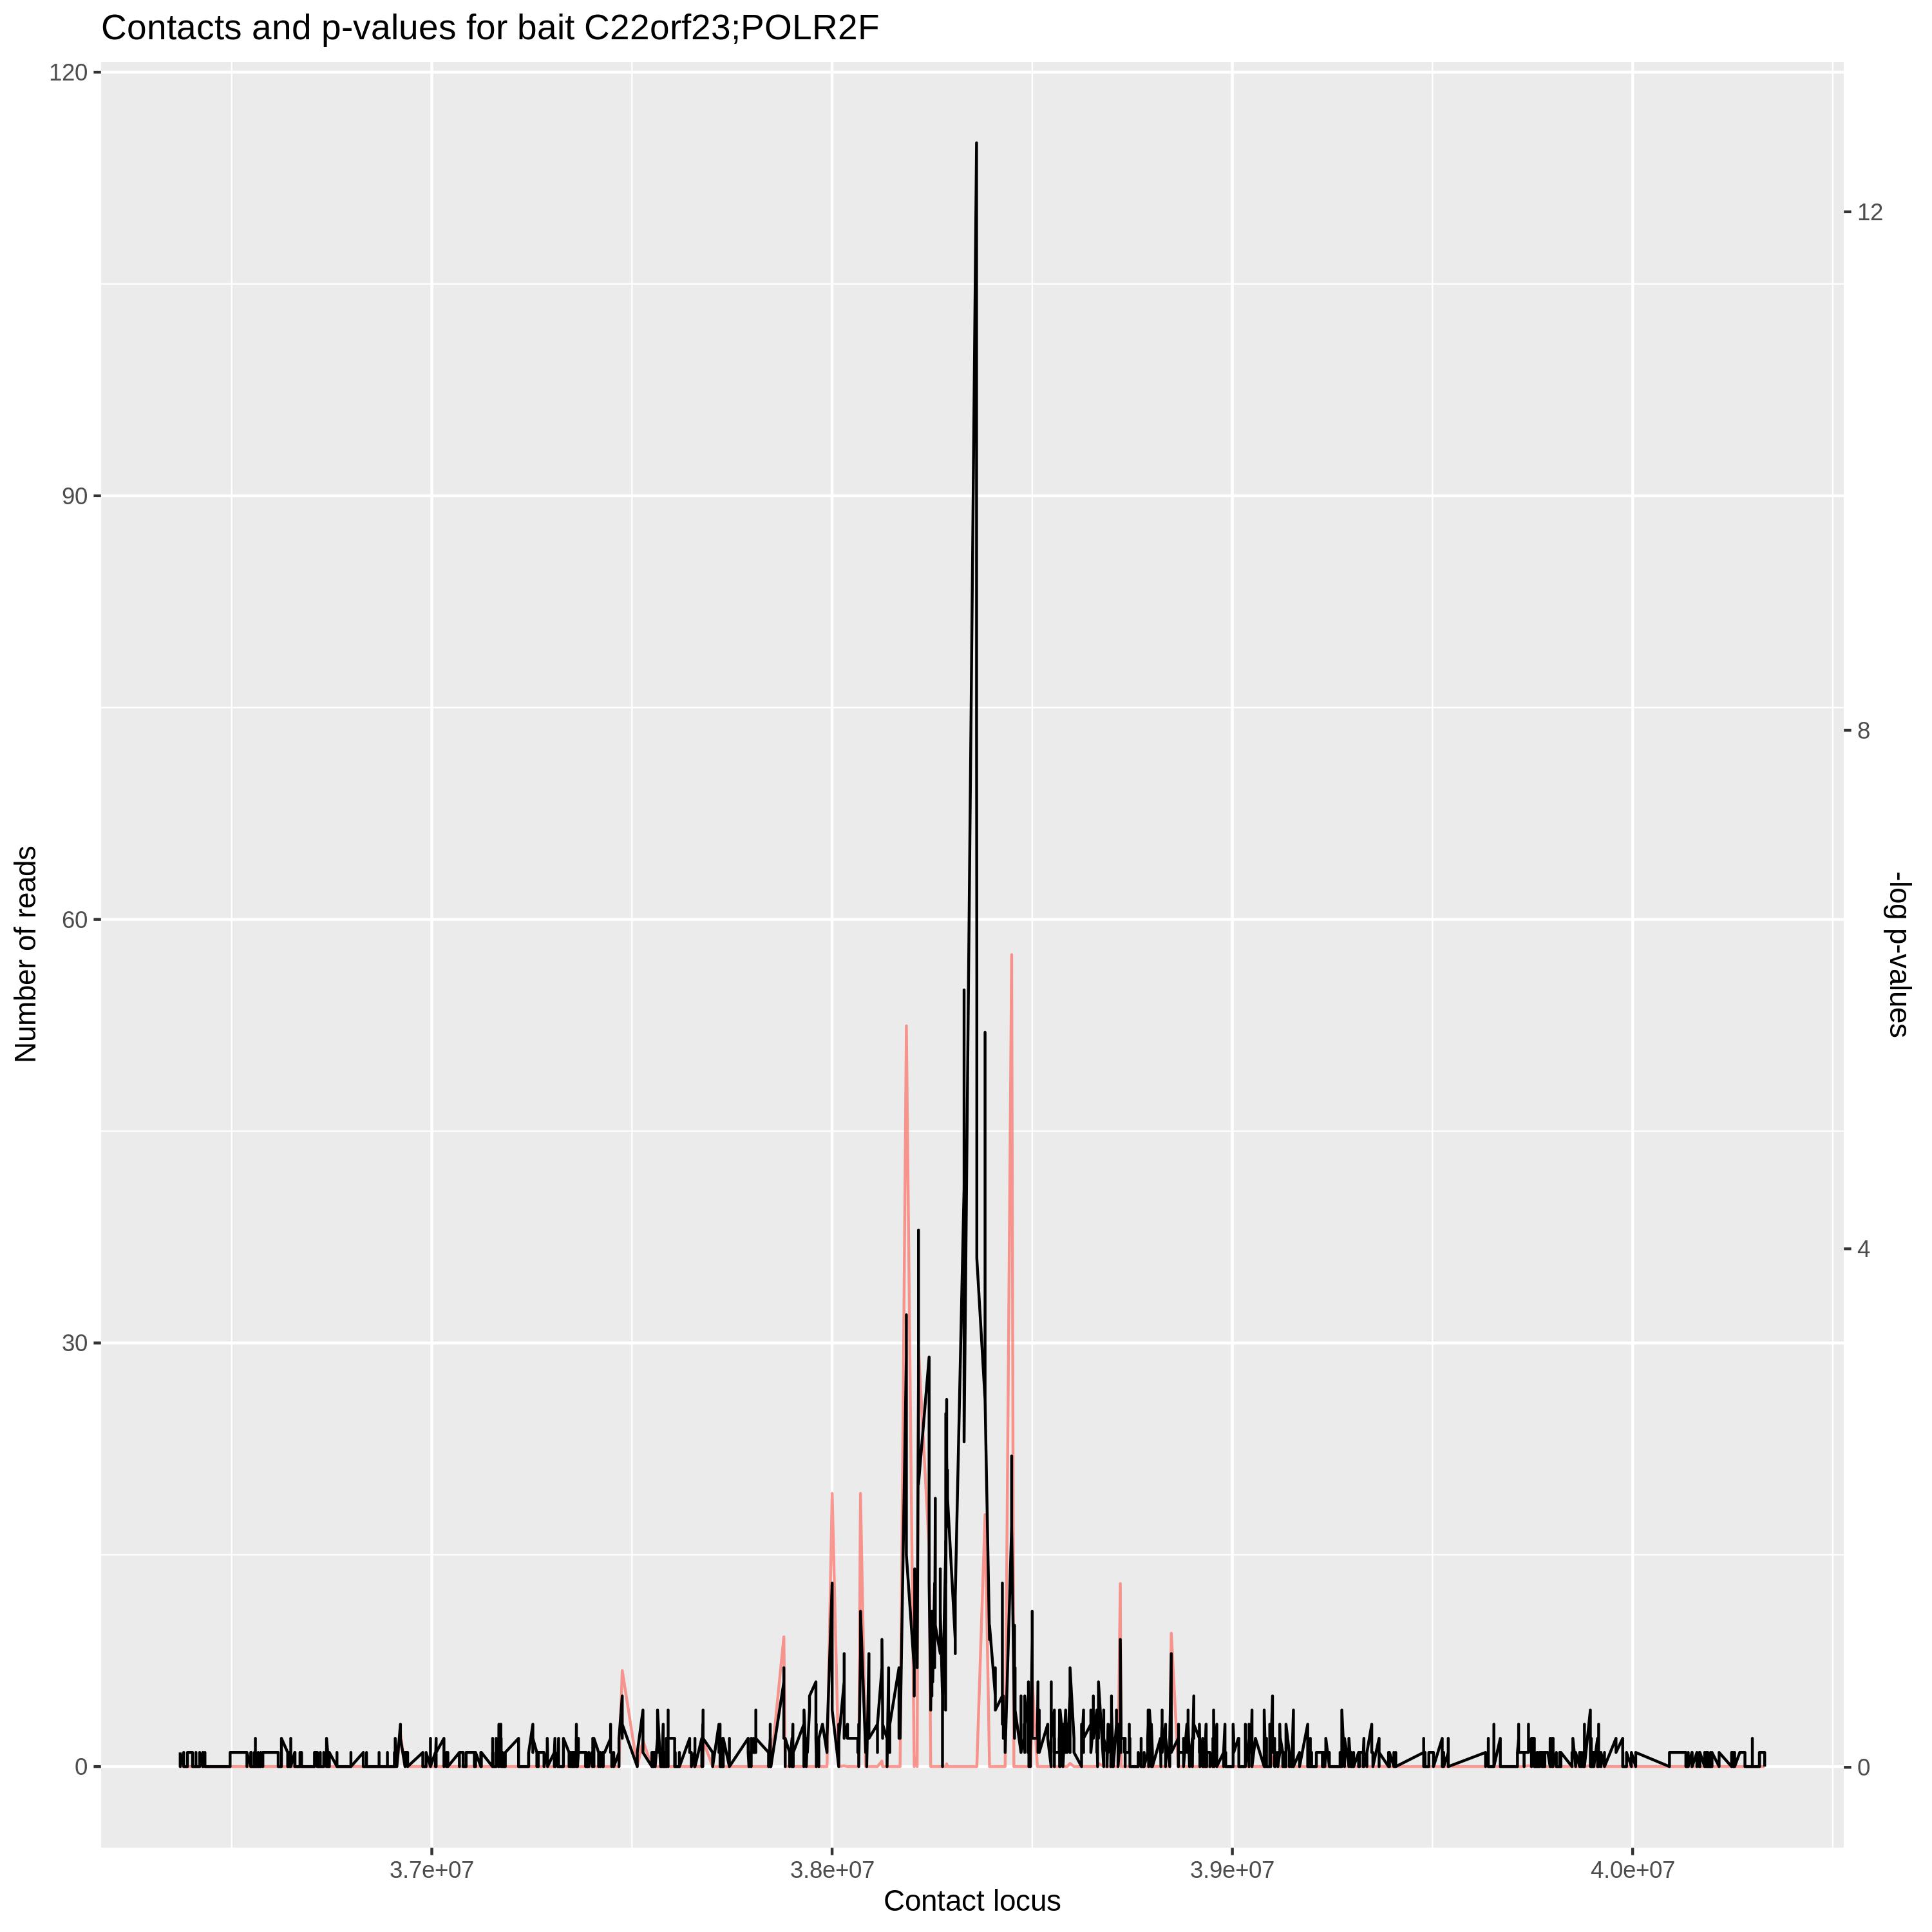 Contacts and p-values for bait C22orf23;POLR2F
120
90
60
30
0
Number of reads
12
8
4
0
-log p-values
3.7e+07
3.8e+07
3.9e+07
4.0e+07
Contact locus